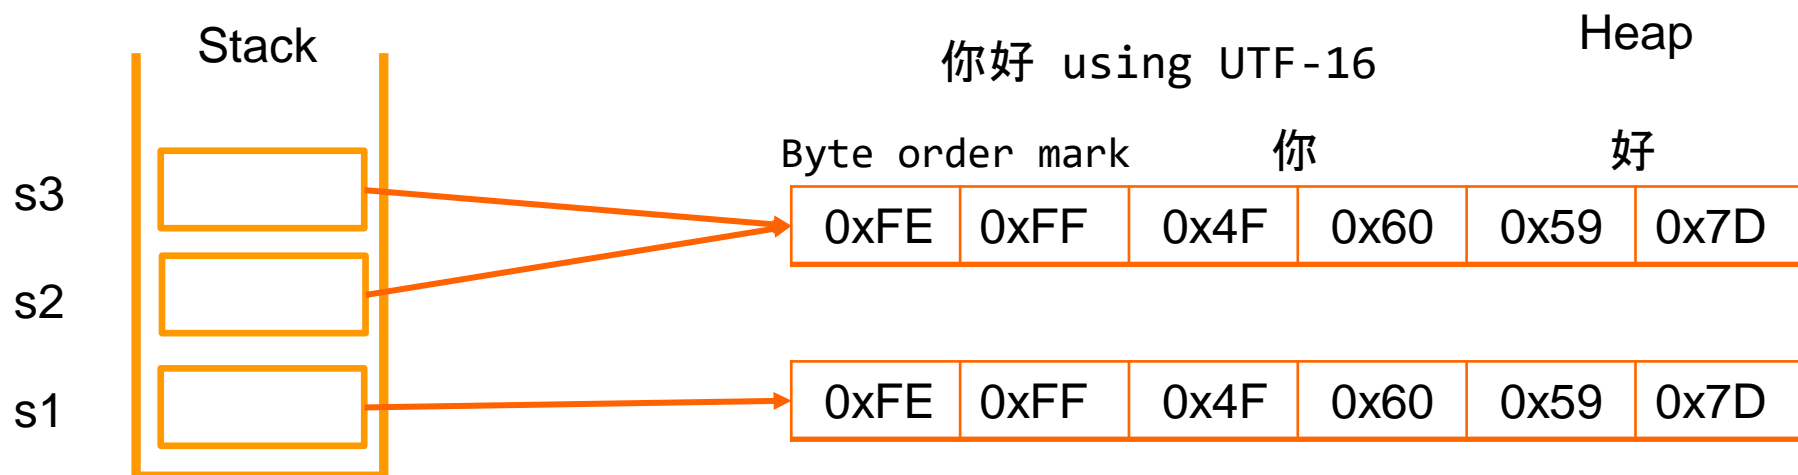 Stack
你好 using UTF-16
Heap
Byte order mark 你 好
s3
0xFE 0xFF 0x4F 0x60 0x59 0x7D
s2
s1
0xFE 0xFF 0x4F 0x60 0x59 0x7D